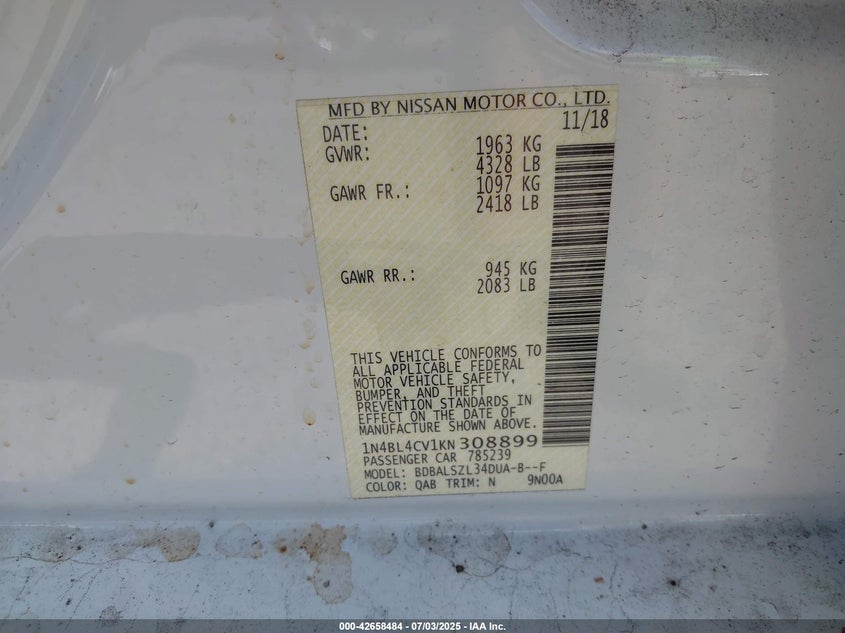 MFD BY NISSAN MOTOR CO., LTD.
DATE: 11/18
GVWR: 1963 KG
4328 LB
GAWR FR.: 1097 KG
2418 LB
GAWR RR.: 945 KG
2083 LB
THIS VEHICLE CONFORMS TO
ALL APPLICABLE FEDERAL
MOTOR VEHICLE SAFETY,
BUMPER, AND THEFT
PREVENTION STANDARDS IN
EFFECT ON THE DATE OF
MANUFACTURE SHOWN ABOVE.
1N4BL4CV1KN308899
PASSENGER CAR 785239
MODEL: BDBALSZL34DUA-B--F
COLOR: QAB TRIM: N 9N00A
000-42658484 - 07/03/2025 - IAA Inc.